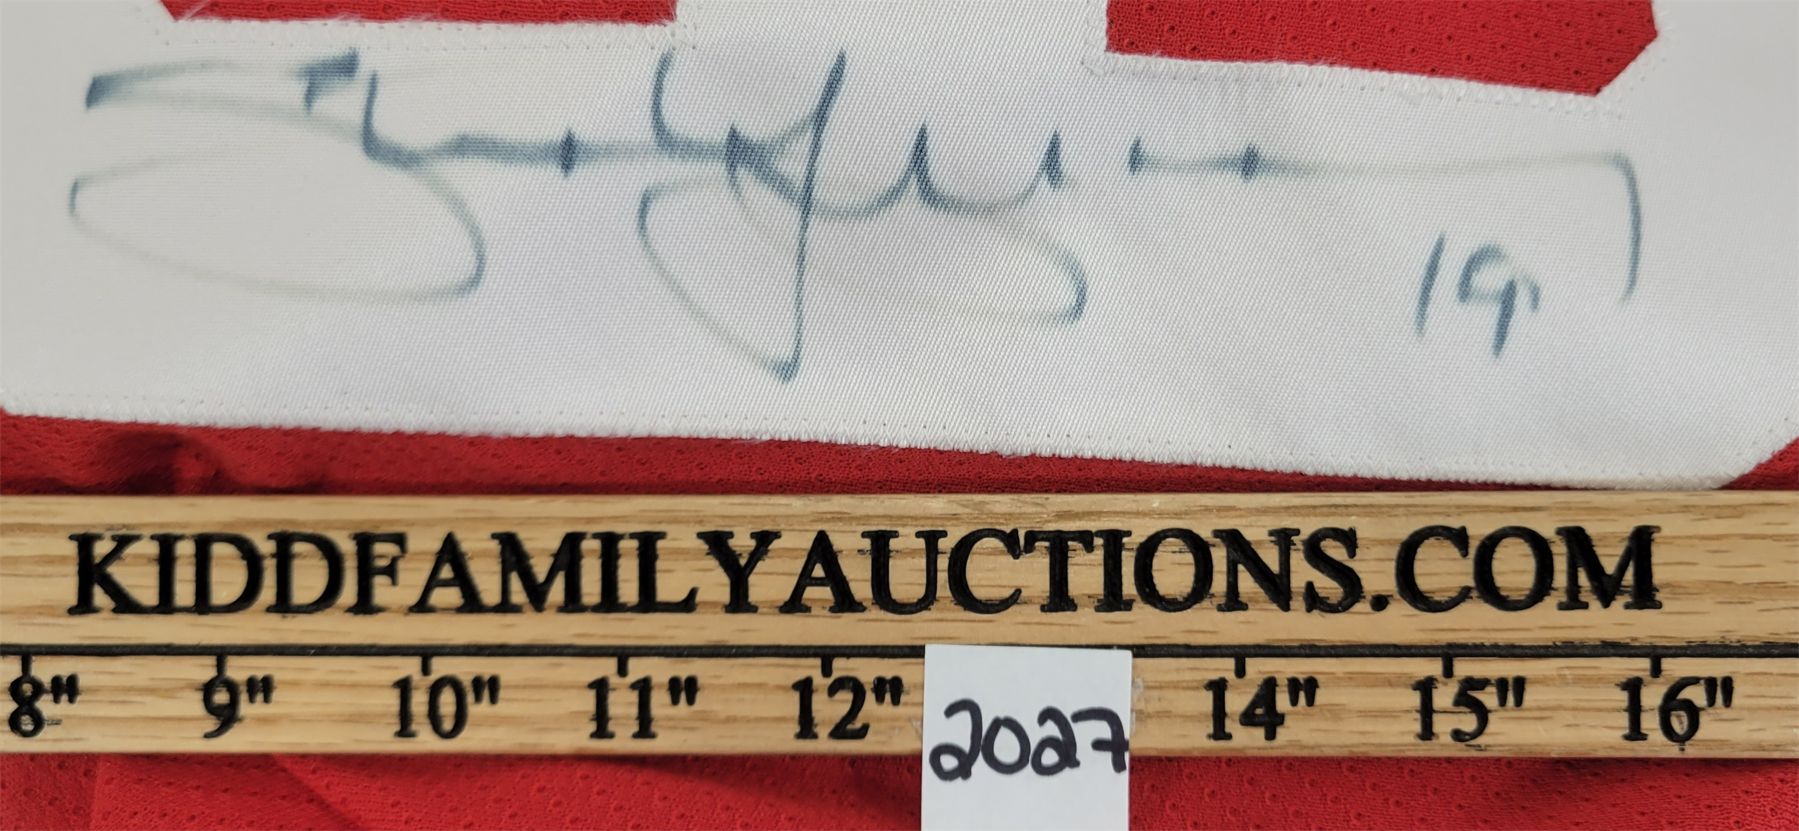 19
KIDDFAMILYAUCTIONS.COM
8" 9" 10" 11" 12" 14" 15" 16"
2027